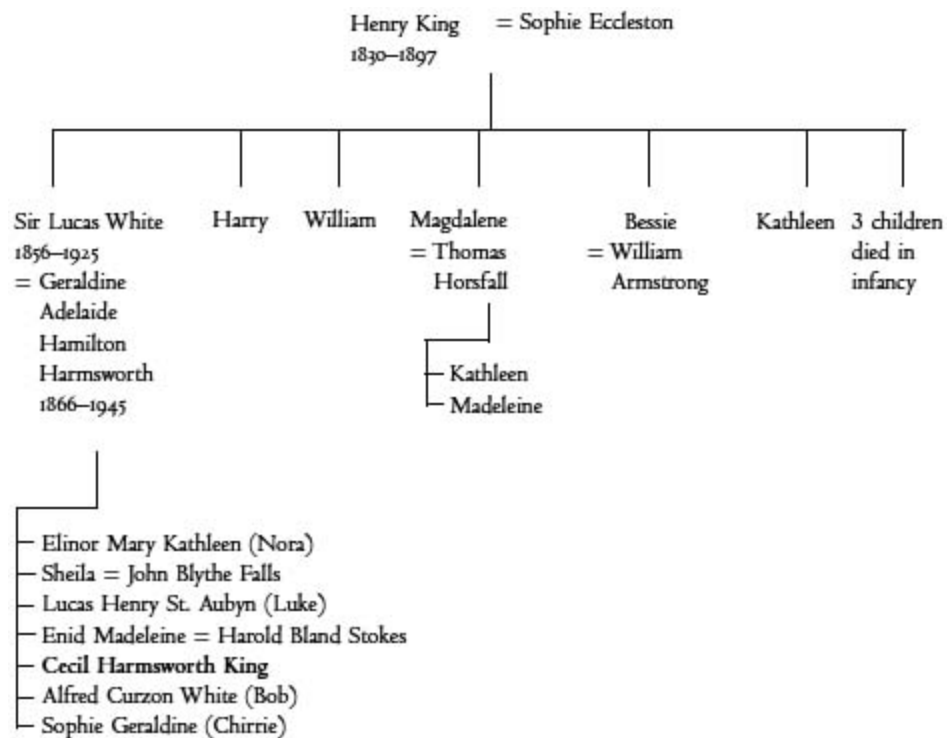 Henry King = Sophie Eccleston
1830–1897
Sir Lucas White
1856–1925
= Geraldine
Adelaide
Hamilton
Harmsworth
1866–1945
Harry
William
Magdalene
= Thomas
Horsfall
Bessie
= William
Armstrong
Kathleen
3 children
died in
infancy
Kathleen
Madeleine
Elinor Mary Kathleen (Nora)
Sheila = John Blythe Falls
Lucas Henry St. Aubyn (Luke)
Enid Madeleine = Harold Bland Stokes
Cecil Harmsworth King
Alfred Curzon White (Bob)
Sophie Geraldine (Chirrie)